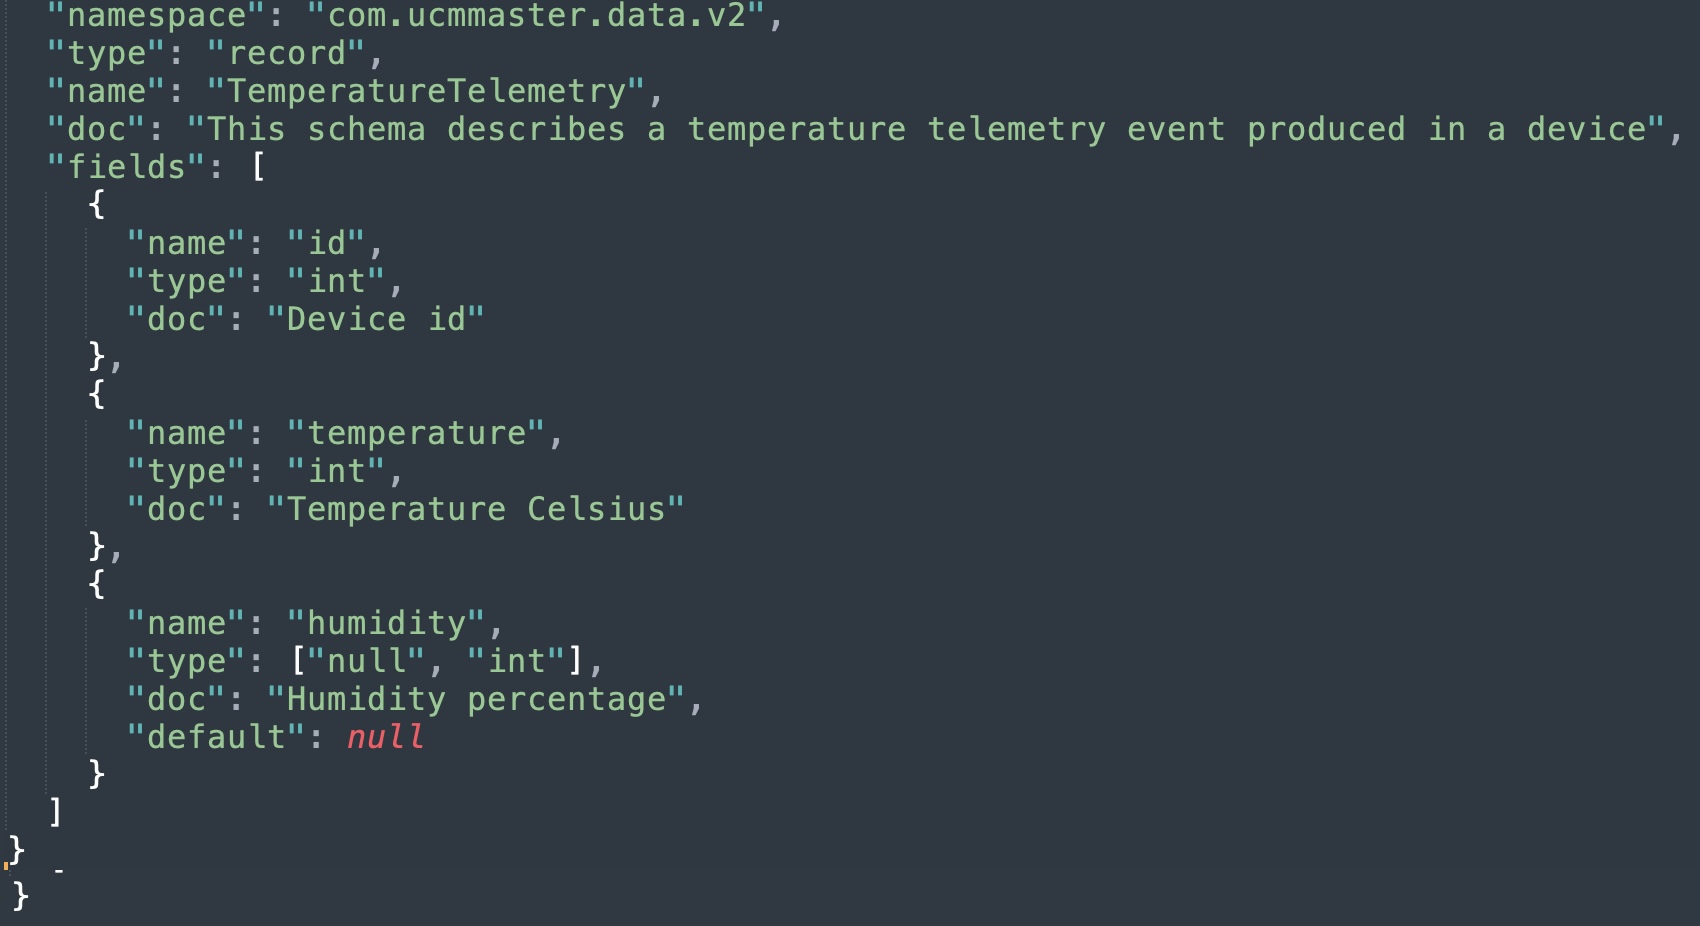 "namespace": "com.ucmmaster.data.v2",
"type": "record",
"name": "TemperatureTelemetry",
"doc": "This schema describes a temperature telemetry event produced in a device",
"fields": [
{
"name": "id",
"type": "int",
"doc": "Device id"
},
{
"name": "temperature",
"type": "int",
"doc": "Temperature Celsius"
},
{
"name": "humidity",
"type": ["null", "int"],
"doc": "Humidity percentage",
"default": null
}
]
}
}